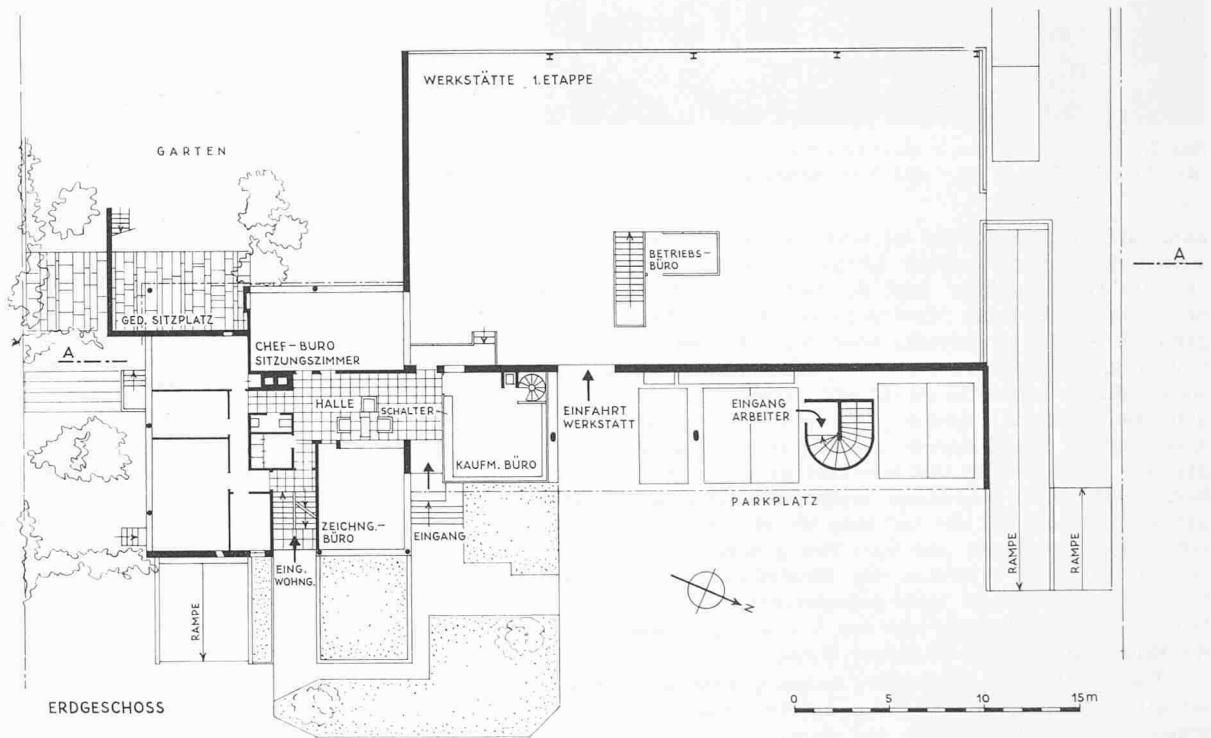 WERKSTÄTTE 1. ETAPPE
GARTEN
BETRIEBS-
BÜRO
A
GED. SITZPLATZ
A
CHEF-BÜRO
SITZUNGSZIMMER
HALLE
SCHALTER
EINFAHRT
WERKSTATT
EINGANG
ARBEITER
KAUFM. BÜRO
PARKPLATZ
ZEICHNG.-
BÜRO
EINGANG
EING.
WOHNG.
RAMPE
RAMPE
RAMPE
N
0 5 10 15 m
ERDGESCHOSS